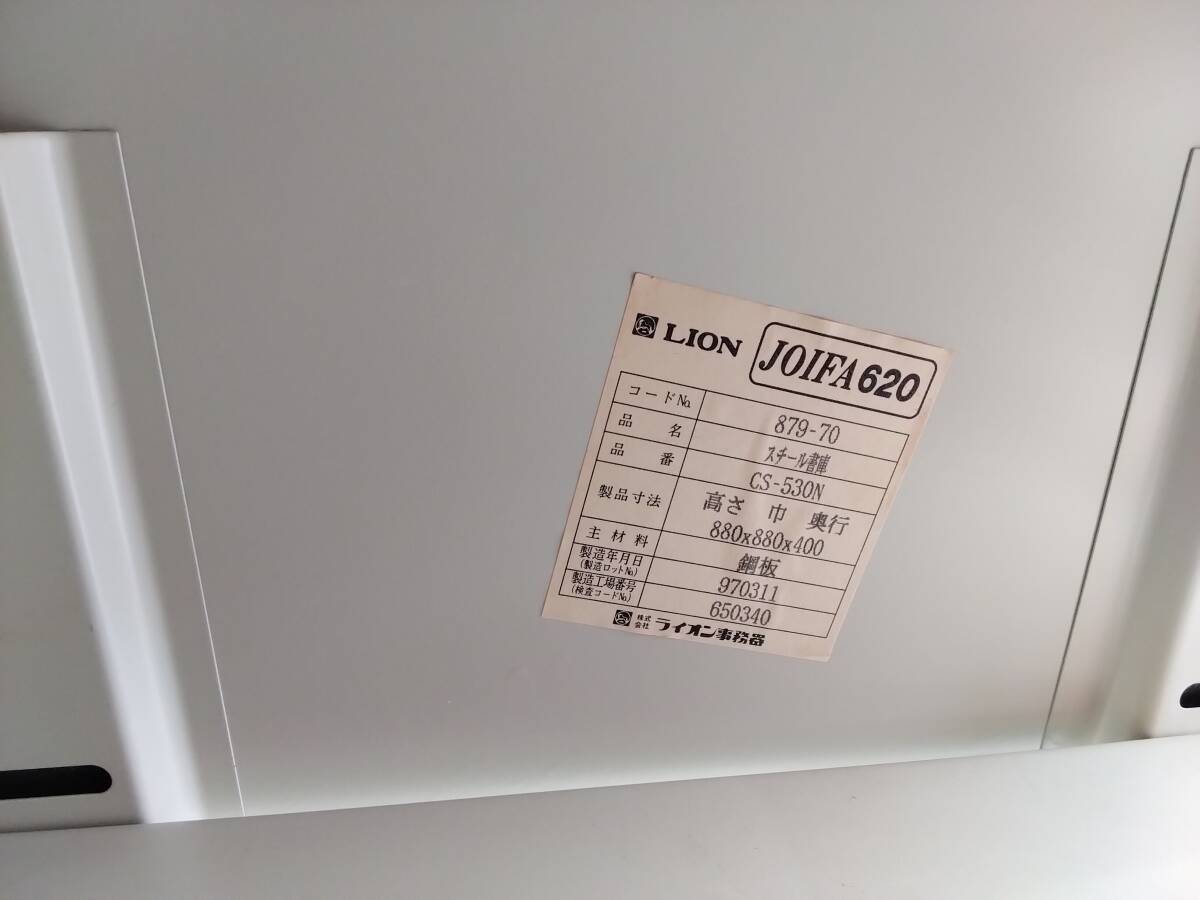 LION JOIFA620
コードNo. 879-70
品名 スチール書庫
品番 CS-530N
製品寸法 高さ 巾 奥行
880x880x400
主材料 鋼板
製造年月日 970311
(製造ロットNo.)
製造工場番号 650340
(検査コードNo.)
株式会社 ライオン事務器